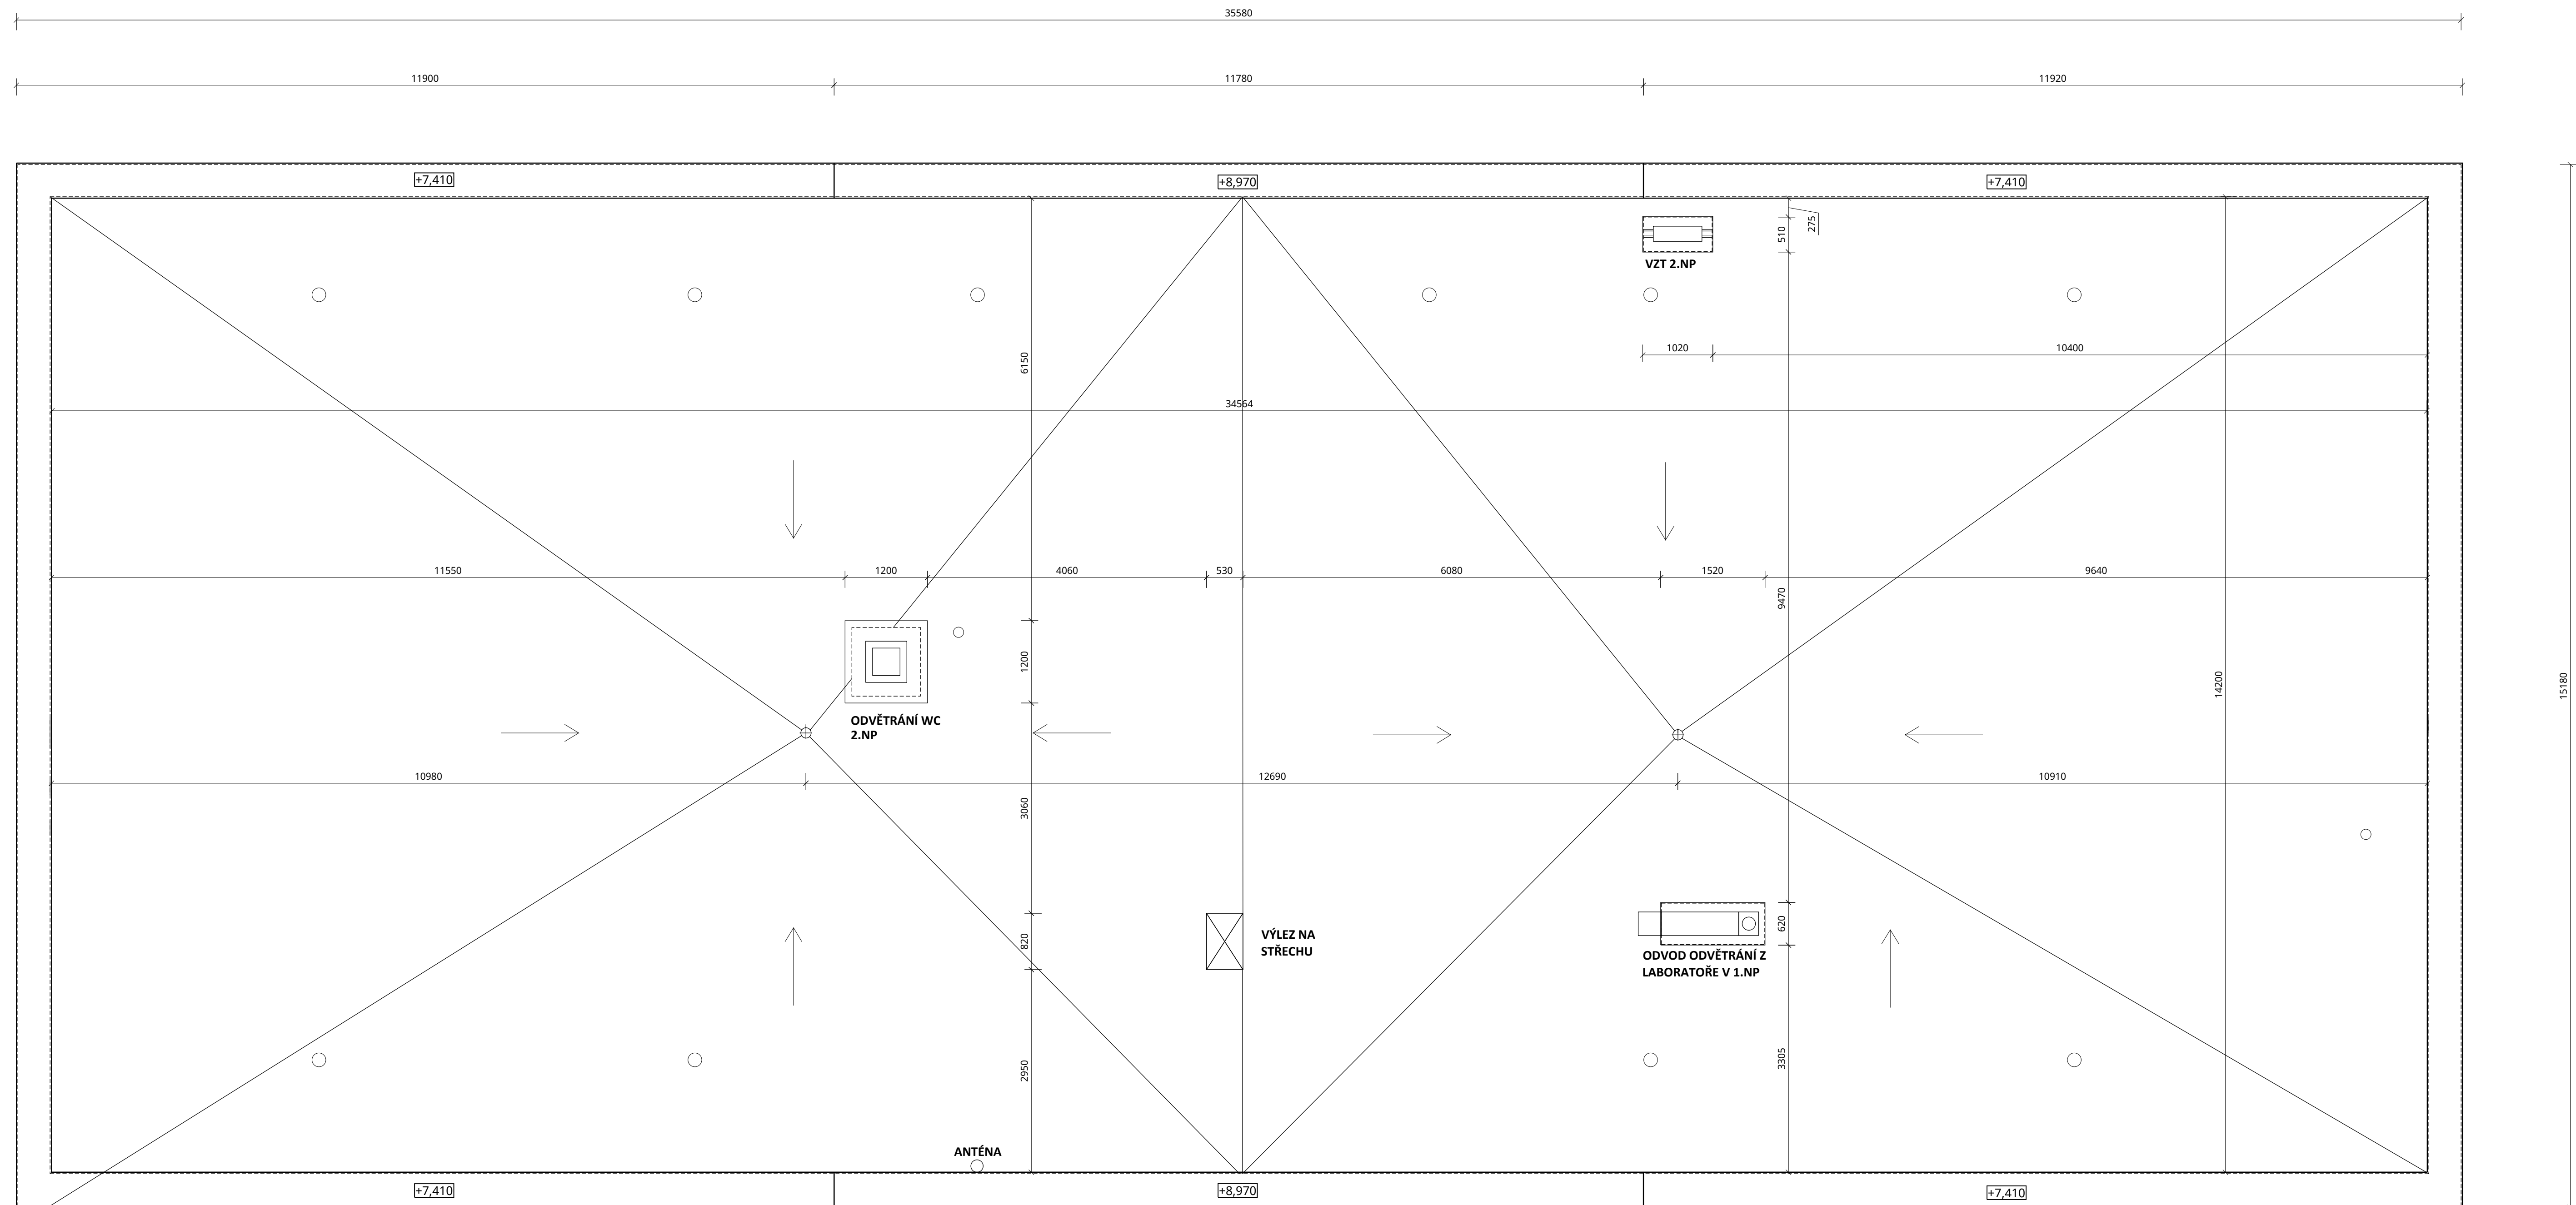 35580
11900 11780 11920
+7,410 +8,970 +7,410
275
510
VZT 2.NP
1020 10400
6150
34564
11550 1200 4060 530 6080 1520 9640
9470
1200
14200
15180
ODVĚTRÁNÍ WC
2.NP
10980 12690 10910
3060
820
620
VÝLEZ NA
STŘECHU
ODVOD ODVĚTRÁNÍ Z
LABORATOŘE V 1.NP
2950
3305
ANTÉNA
+7,410 +8,970 +7,410